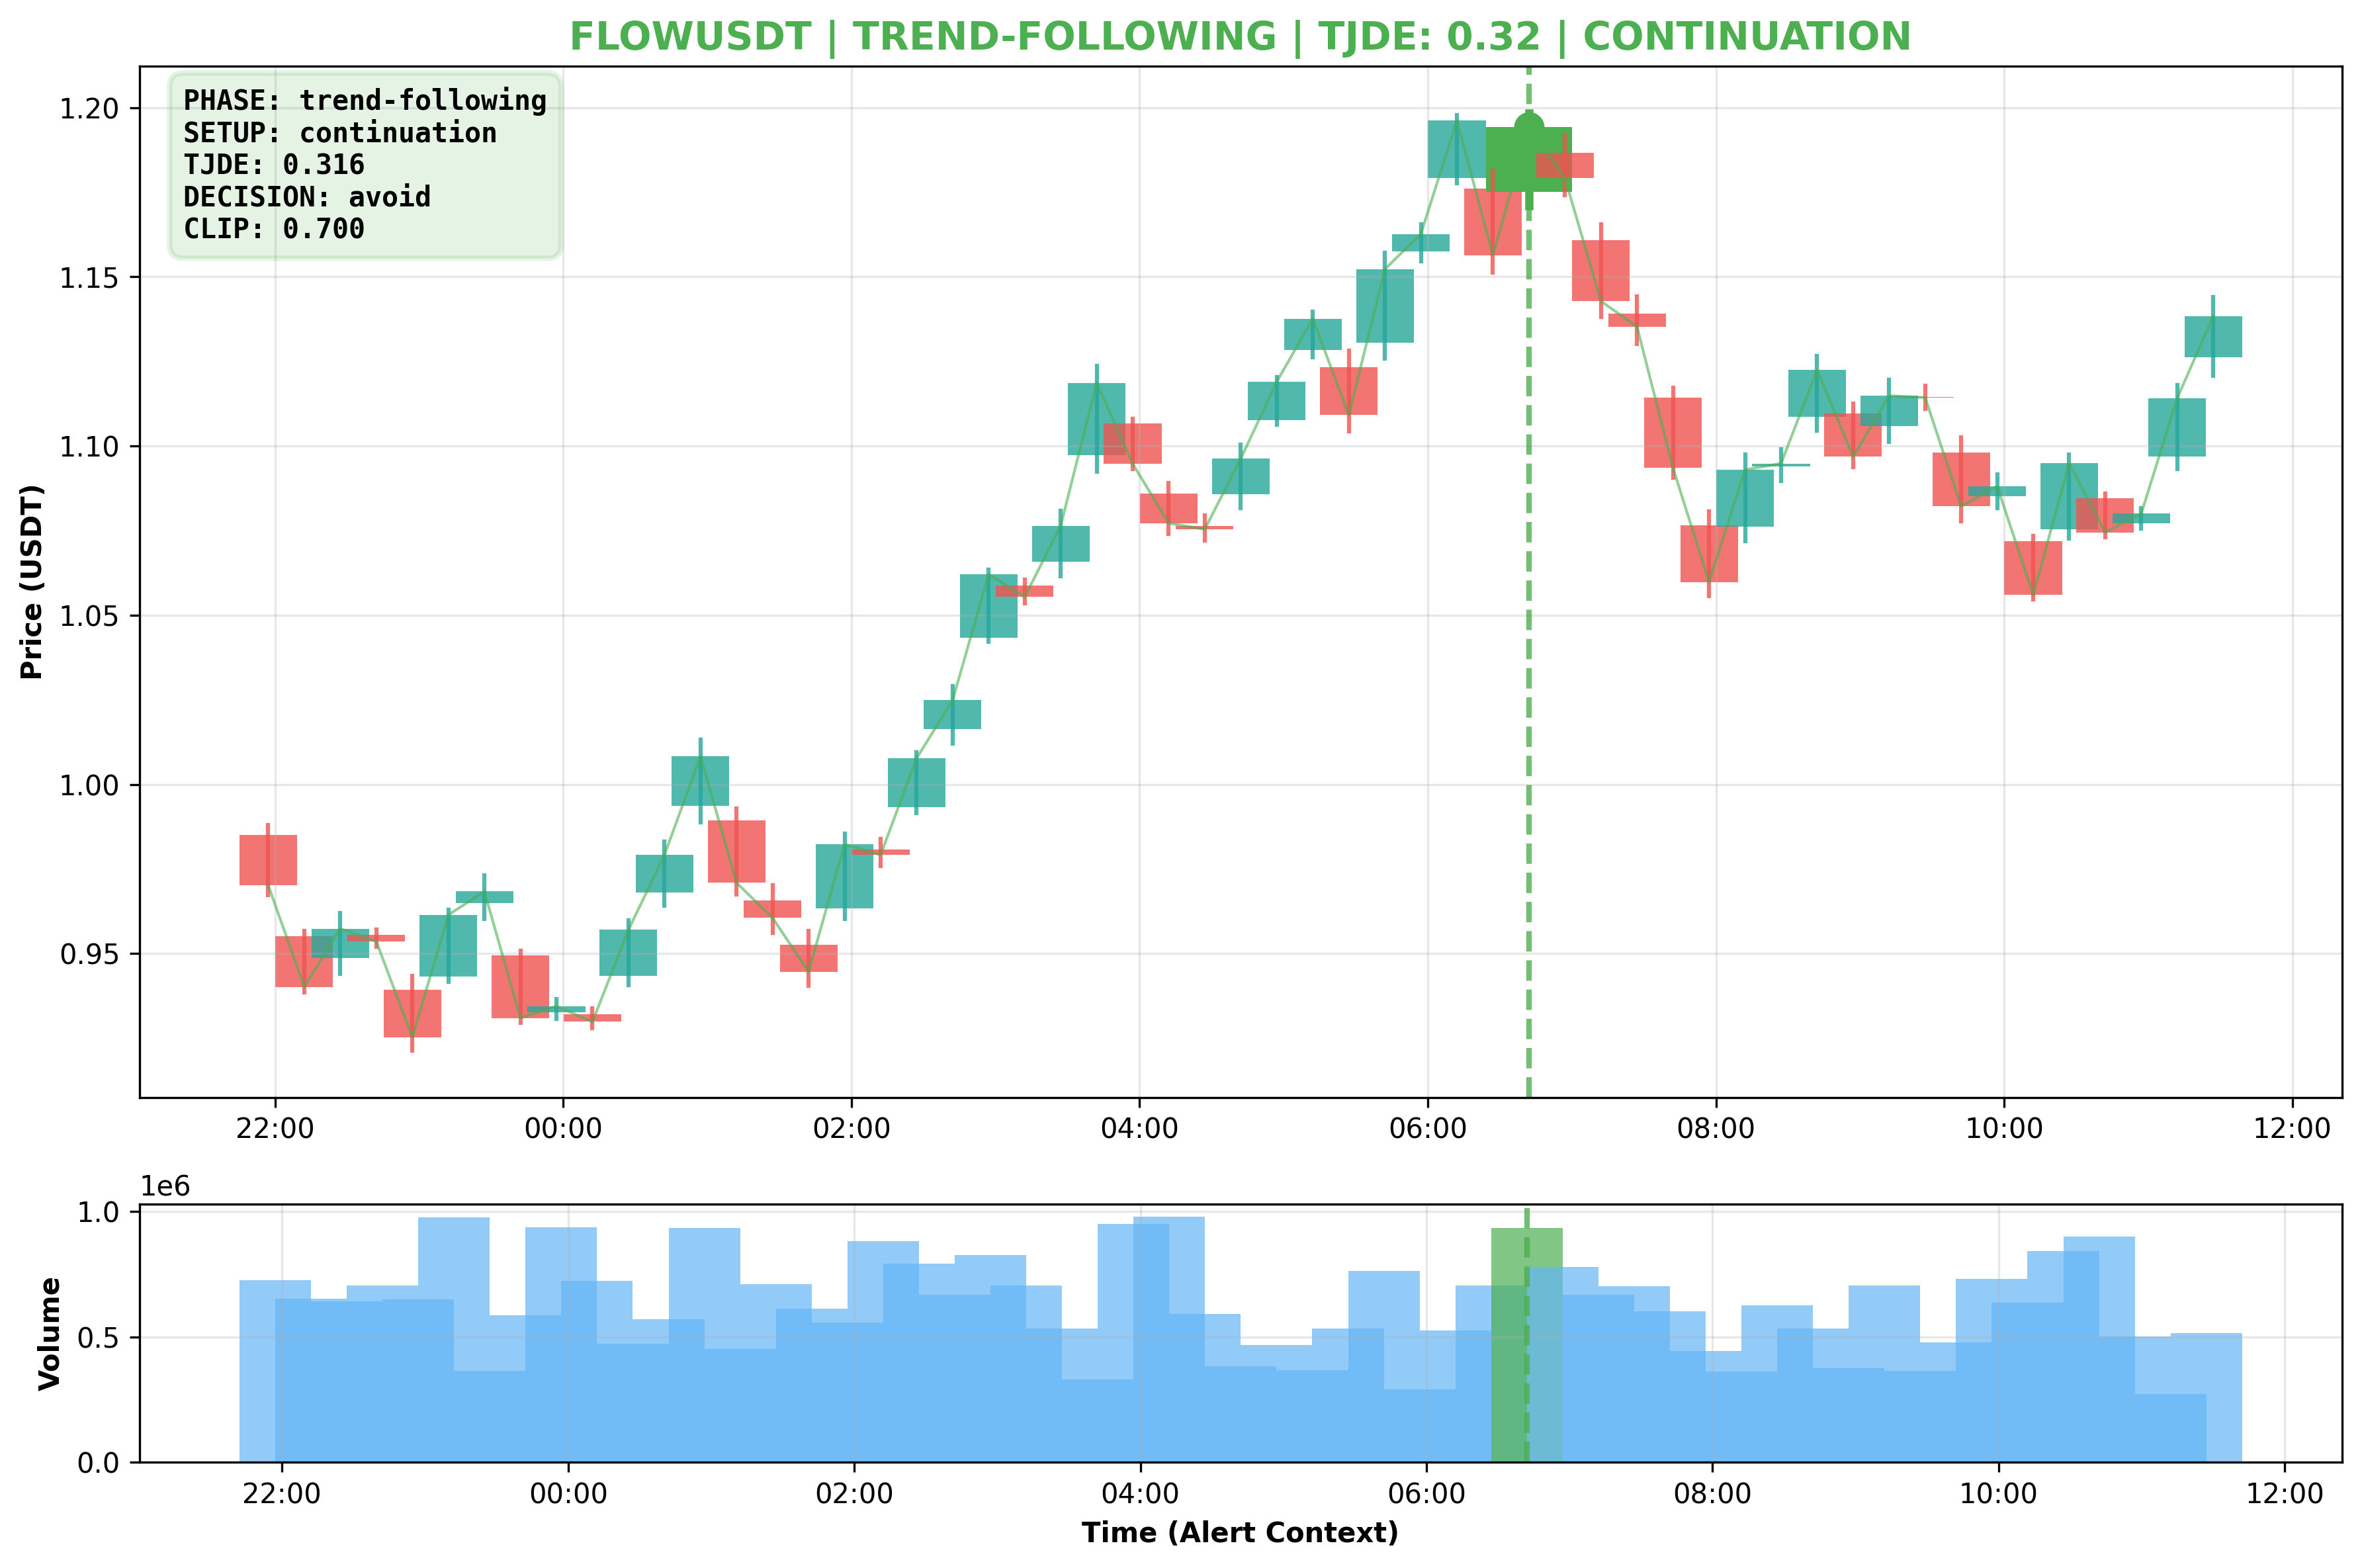 FLOWUSDT | TREND-FOLLOWING | TJDE: 0.32 | CONTINUATION
PHASE: trend-following
SETUP: continuation
TJDE: 0.316
DECISION: avoid
CLIP: 0.700
Price (USDT)
1.20
1.15
1.10
1.05
1.00
0.95
22:00 00:00 02:00 04:00 06:00 08:00 10:00 12:00
1e6
Volume
1.0
0.5
0.0
22:00 00:00 02:00 04:00 06:00 08:00 10:00 12:00
Time (Alert Context)